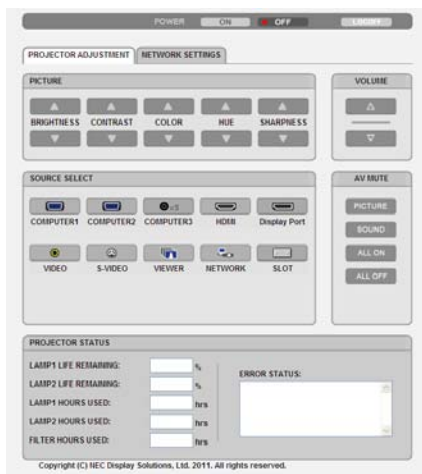 POWER ON OFF LOGOFF
PROJECTOR ADJUSTMENT NETWORK SETTINGS
PICTURE VOLUME
BRIGHTNESS CONTRAST COLOR HUE SHARPNESS
SOURCE SELECT AV MUTE
PICTURE
COMPUTER1 COMPUTER2 COMPUTER3 HDMI Display Port
SOUND
ALL ON
VIDEO S-VIDEO VIEWER NETWORK SLOT
ALL OFF
PROJECTOR STATUS
LAMP1 LIFE REMAINING: % ERROR STATUS:
LAMP2 LIFE REMAINING: %
LAMP1 HOURS USED: hrs
LAMP2 HOURS USED: hrs
FILTER HOURS USED: hrs
Copyright (C) NEC Display Solutions, Ltd. 2011. All rights reserved.